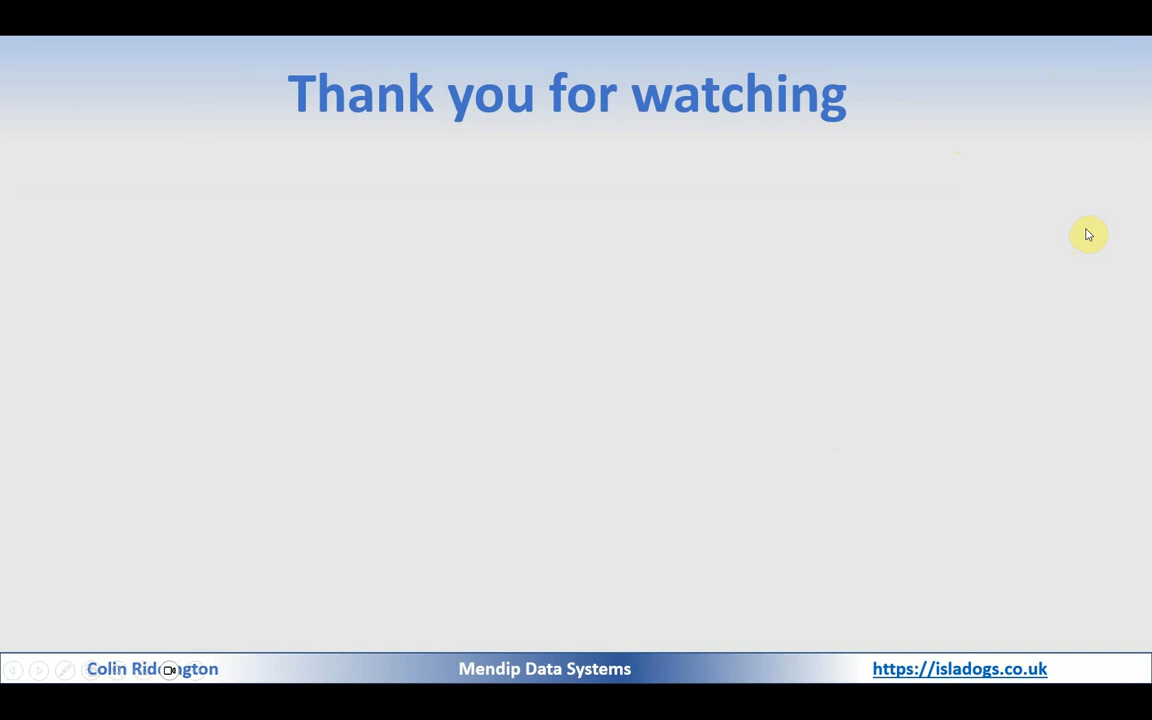 Thank you for watching
Colin Riddington
Mendip Data Systems
https://isladogs.co.uk